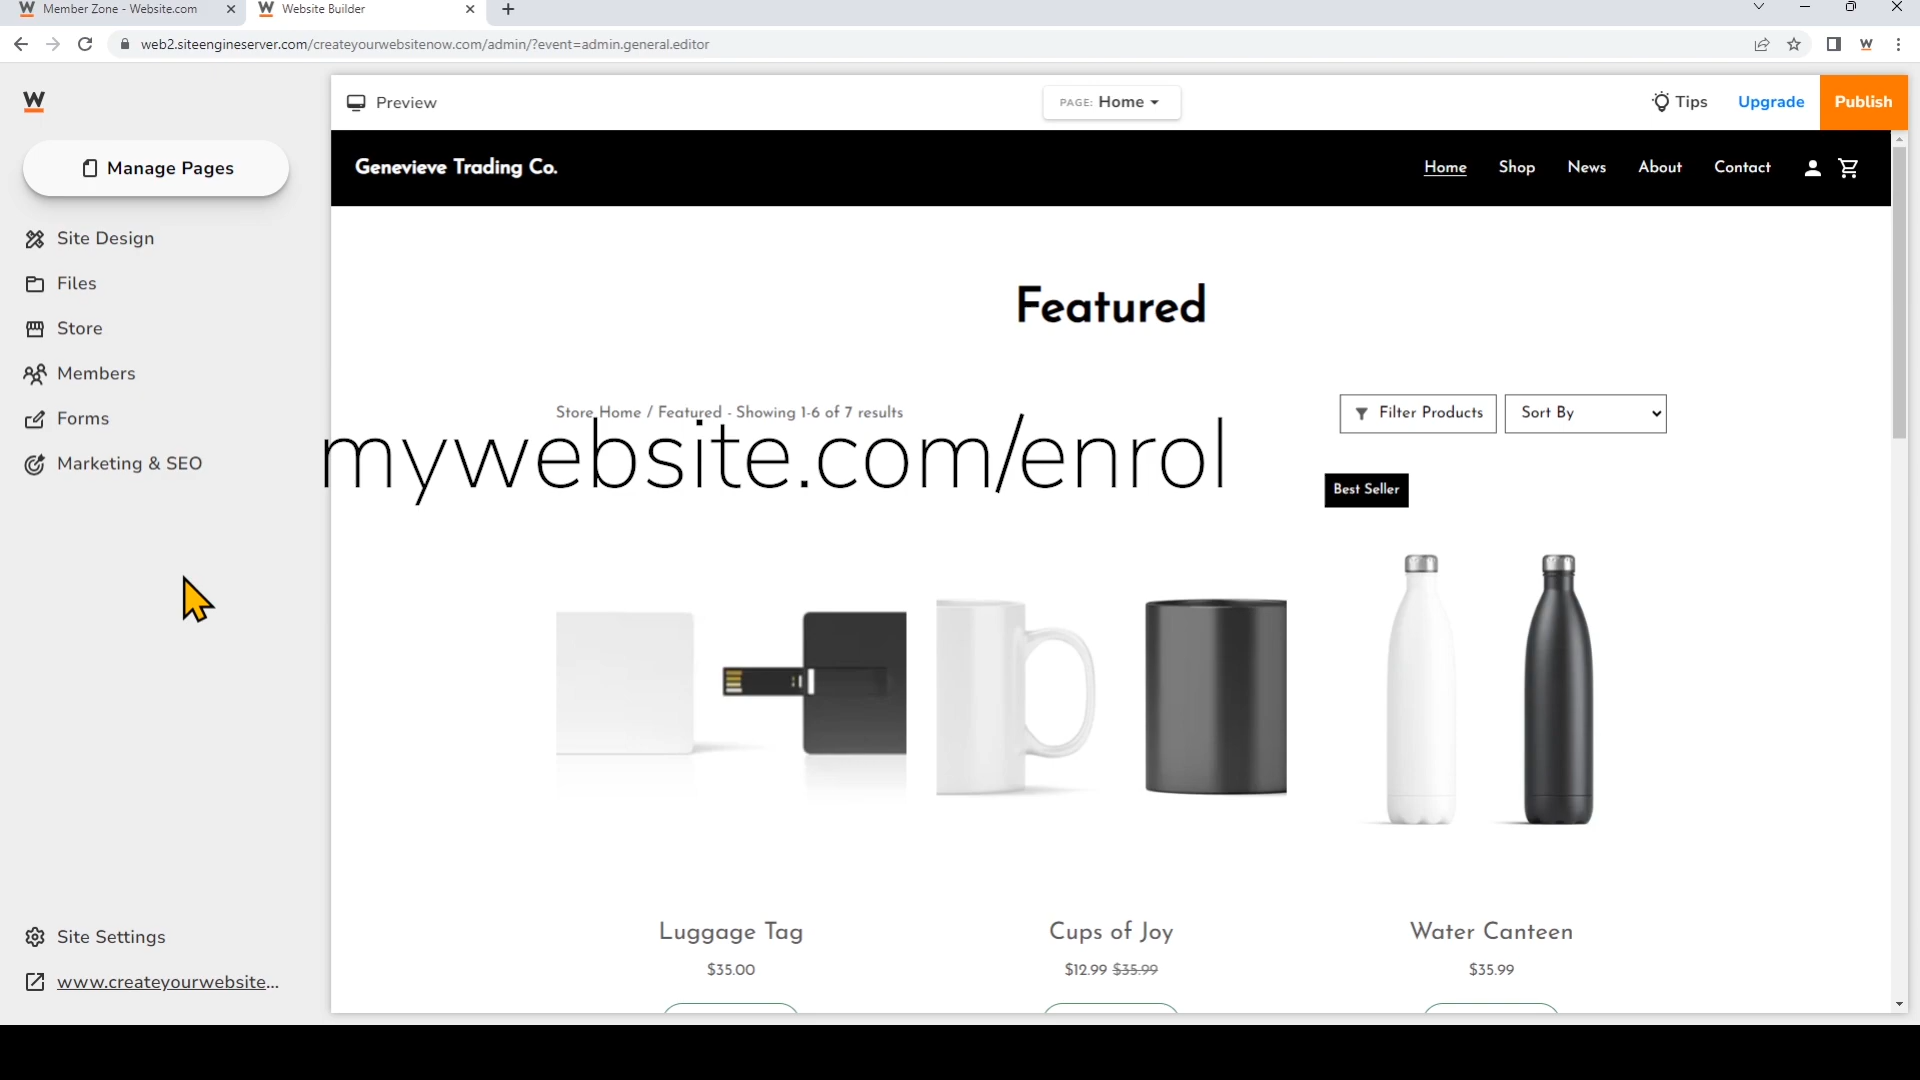 Member Zone - Website.com
Website Builder
web2.siteengineserver.com/createyourwebsitenow.com/admin/?event=admin.general.editor
W
Preview
PAGE: Home
Tips
Upgrade
Publish
Manage Pages
Genevieve Trading Co.
Home
Shop
News
About
Contact
Site Design
Files
Store
Members
Forms
Marketing & SEO
Featured
Store Home / Featured - Showing 1-6 of 7 results
Filter Products
Sort By
mywebsite.com/enrol
Best Seller
Luggage Tag
Cups of Joy
Water Canteen
$35.00
$12.99 $35.99
$35.99
Site Settings
www.createyourwebsite...